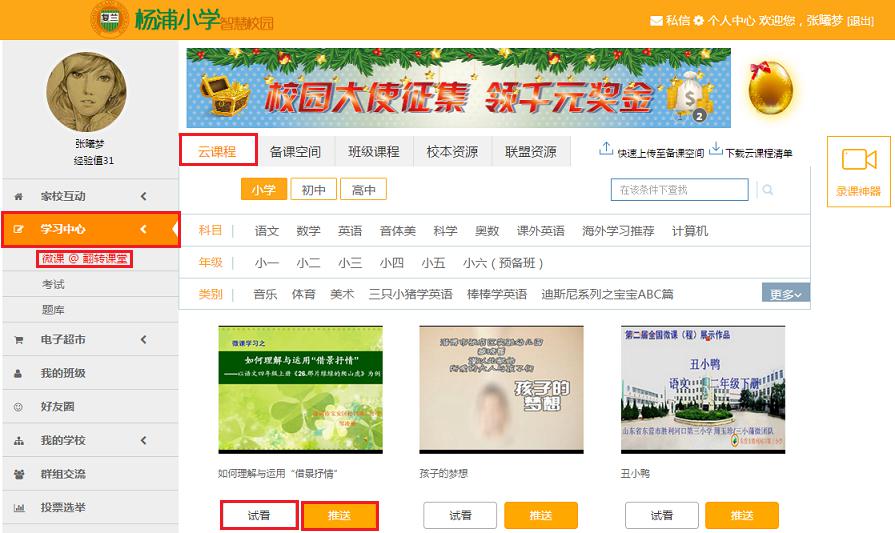 复兰
杨浦小学智慧校园
私信 个人中心 欢迎您，张曦梦 [退出]
张曦梦
经验值31
家校互动
学习中心
微课 @ 翻转课堂
考试
题库
电子超市
我的班级
好友圈
我的学校
群组交流
投票选举
校园大使征集 领千元奖金
2
云课程 备课空间 班级课程 校本资源 联盟资源
快速上传至备课空间 下载云课程清单
录课神器
小学 初中 高中
在该条件下查找
科目 语文 数学 英语 音体美 科学 奥数 课外英语 海外学习推荐 计算机
年级 小一 小二 小三 小四 小五 小六（预备班）
类别 音乐 体育 美术 三只小猪学英语 棒棒学英语 迪斯尼系列之宝宝ABC篇
更多
微课学习之
如何理解与运用“借景抒情”
——以语文四年级上册《26.那片绿绿的爬山虎》为例
孩子的
梦想
第二届全国微课（程）展示作品
丑小鸭
语文 二年级下册
如何理解与运用“借景抒情”
孩子的梦想
丑小鸭
试看 推送
试看 推送
试看 推送